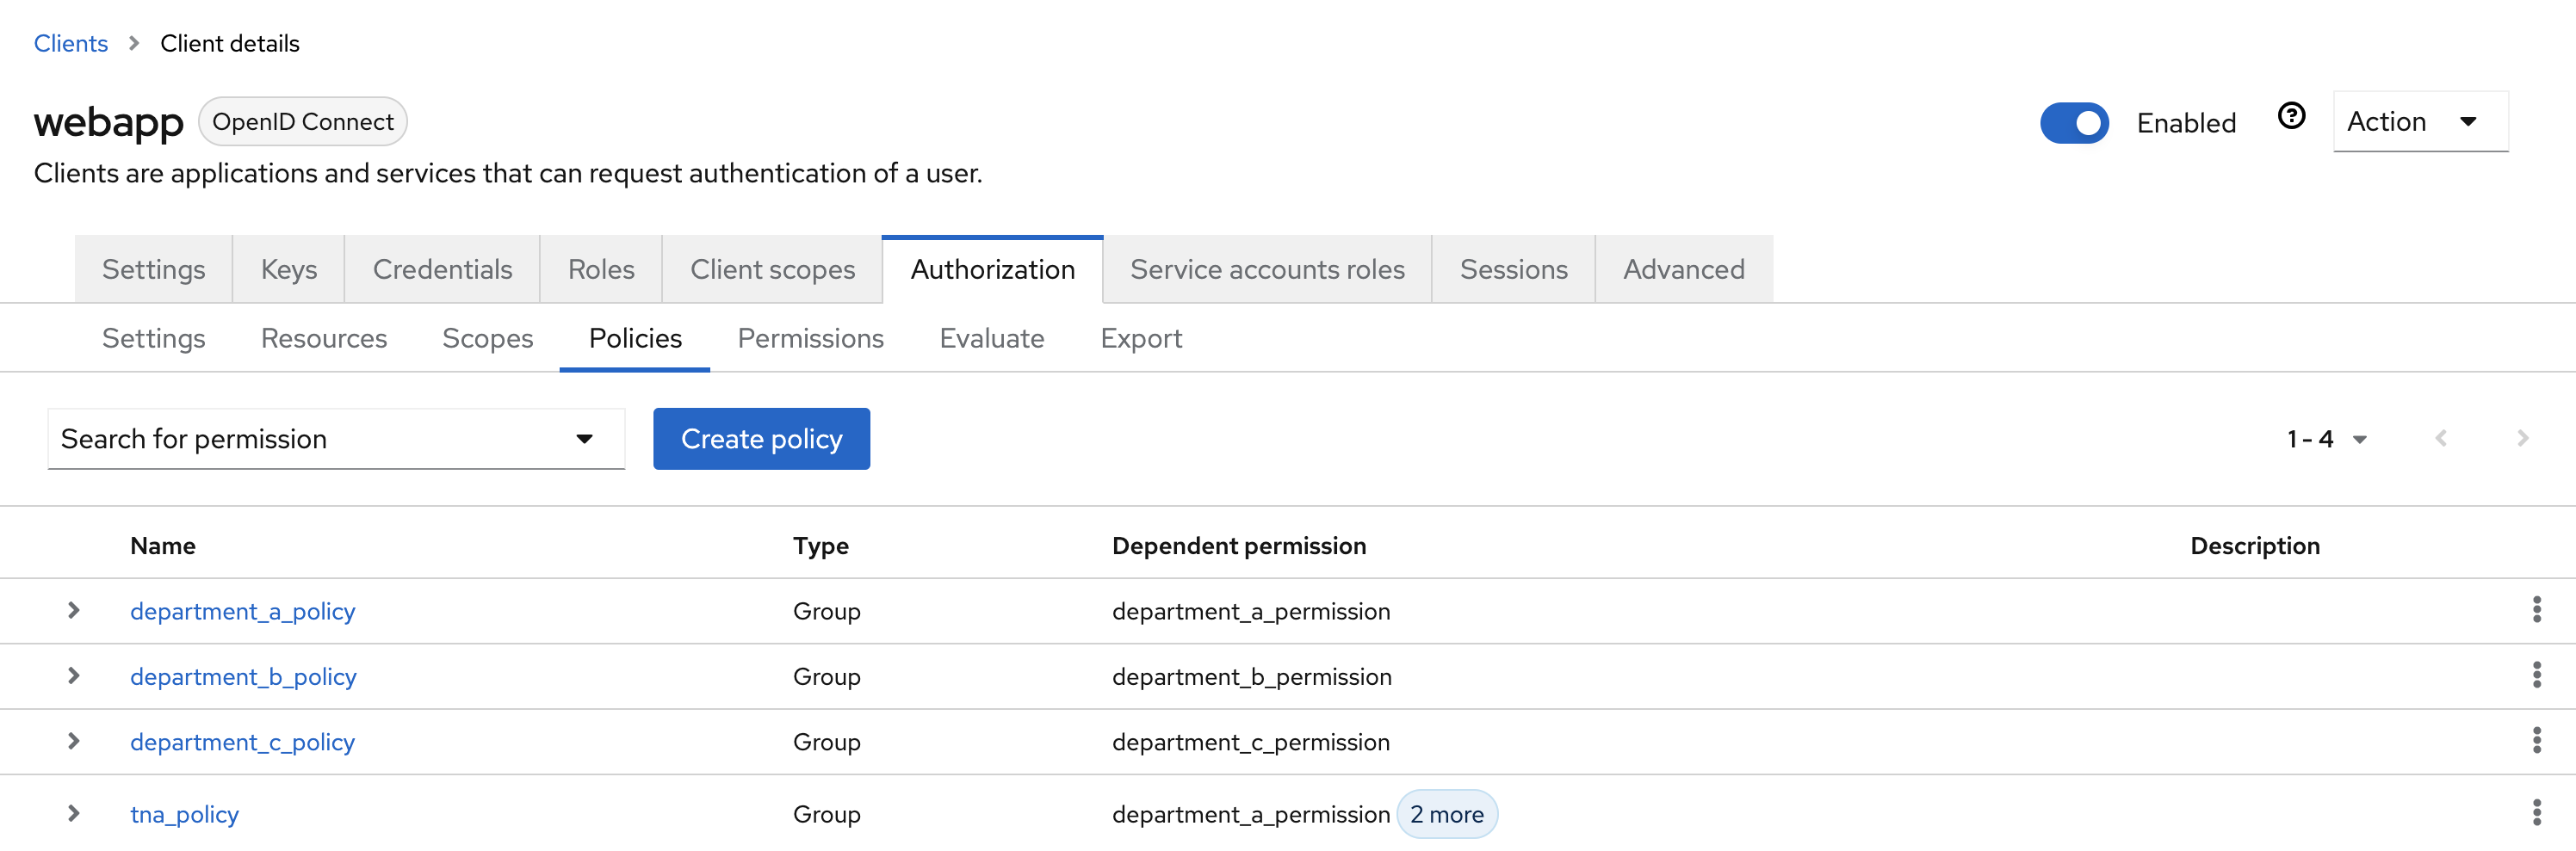 Clients > Client details
webapp OpenID Connect Enabled Action
Clients are applications and services that can request authentication of a user.
Settings Keys Credentials Roles Client scopes Authorization Service accounts roles Sessions Advanced
Settings Resources Scopes Policies Permissions Evaluate Export
Search for permission Create policy 1 - 4
Name Type Dependent permission Description
department_a_policy Group department_a_permission
department_b_policy Group department_b_permission
department_c_policy Group department_c_permission
tna_policy Group department_a_permission 2 more